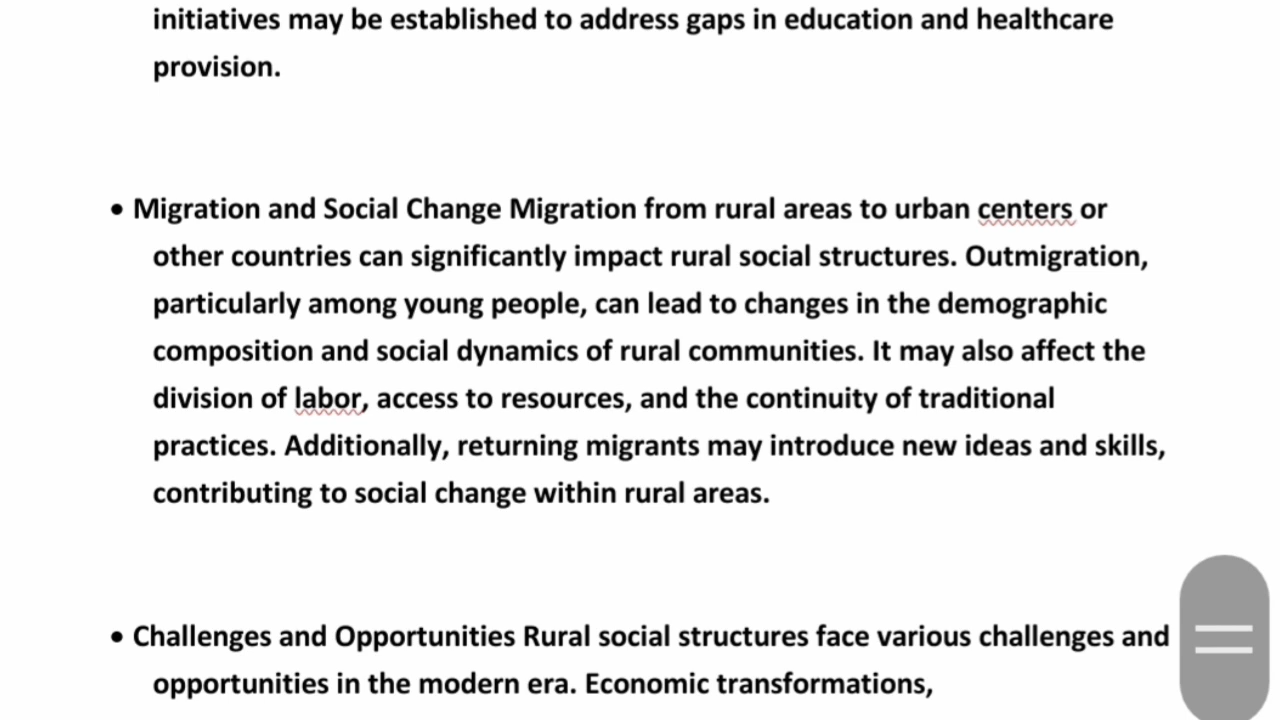 initiatives may be established to address gaps in education and healthcare
provision.
• Migration and Social Change Migration from rural areas to urban centers or
other countries can significantly impact rural social structures. Outmigration,
particularly among young people, can lead to changes in the demographic
composition and social dynamics of rural communities. It may also affect the
division of labor, access to resources, and the continuity of traditional
practices. Additionally, returning migrants may introduce new ideas and skills,
contributing to social change within rural areas.
• Challenges and Opportunities Rural social structures face various challenges and
opportunities in the modern era. Economic transformations,